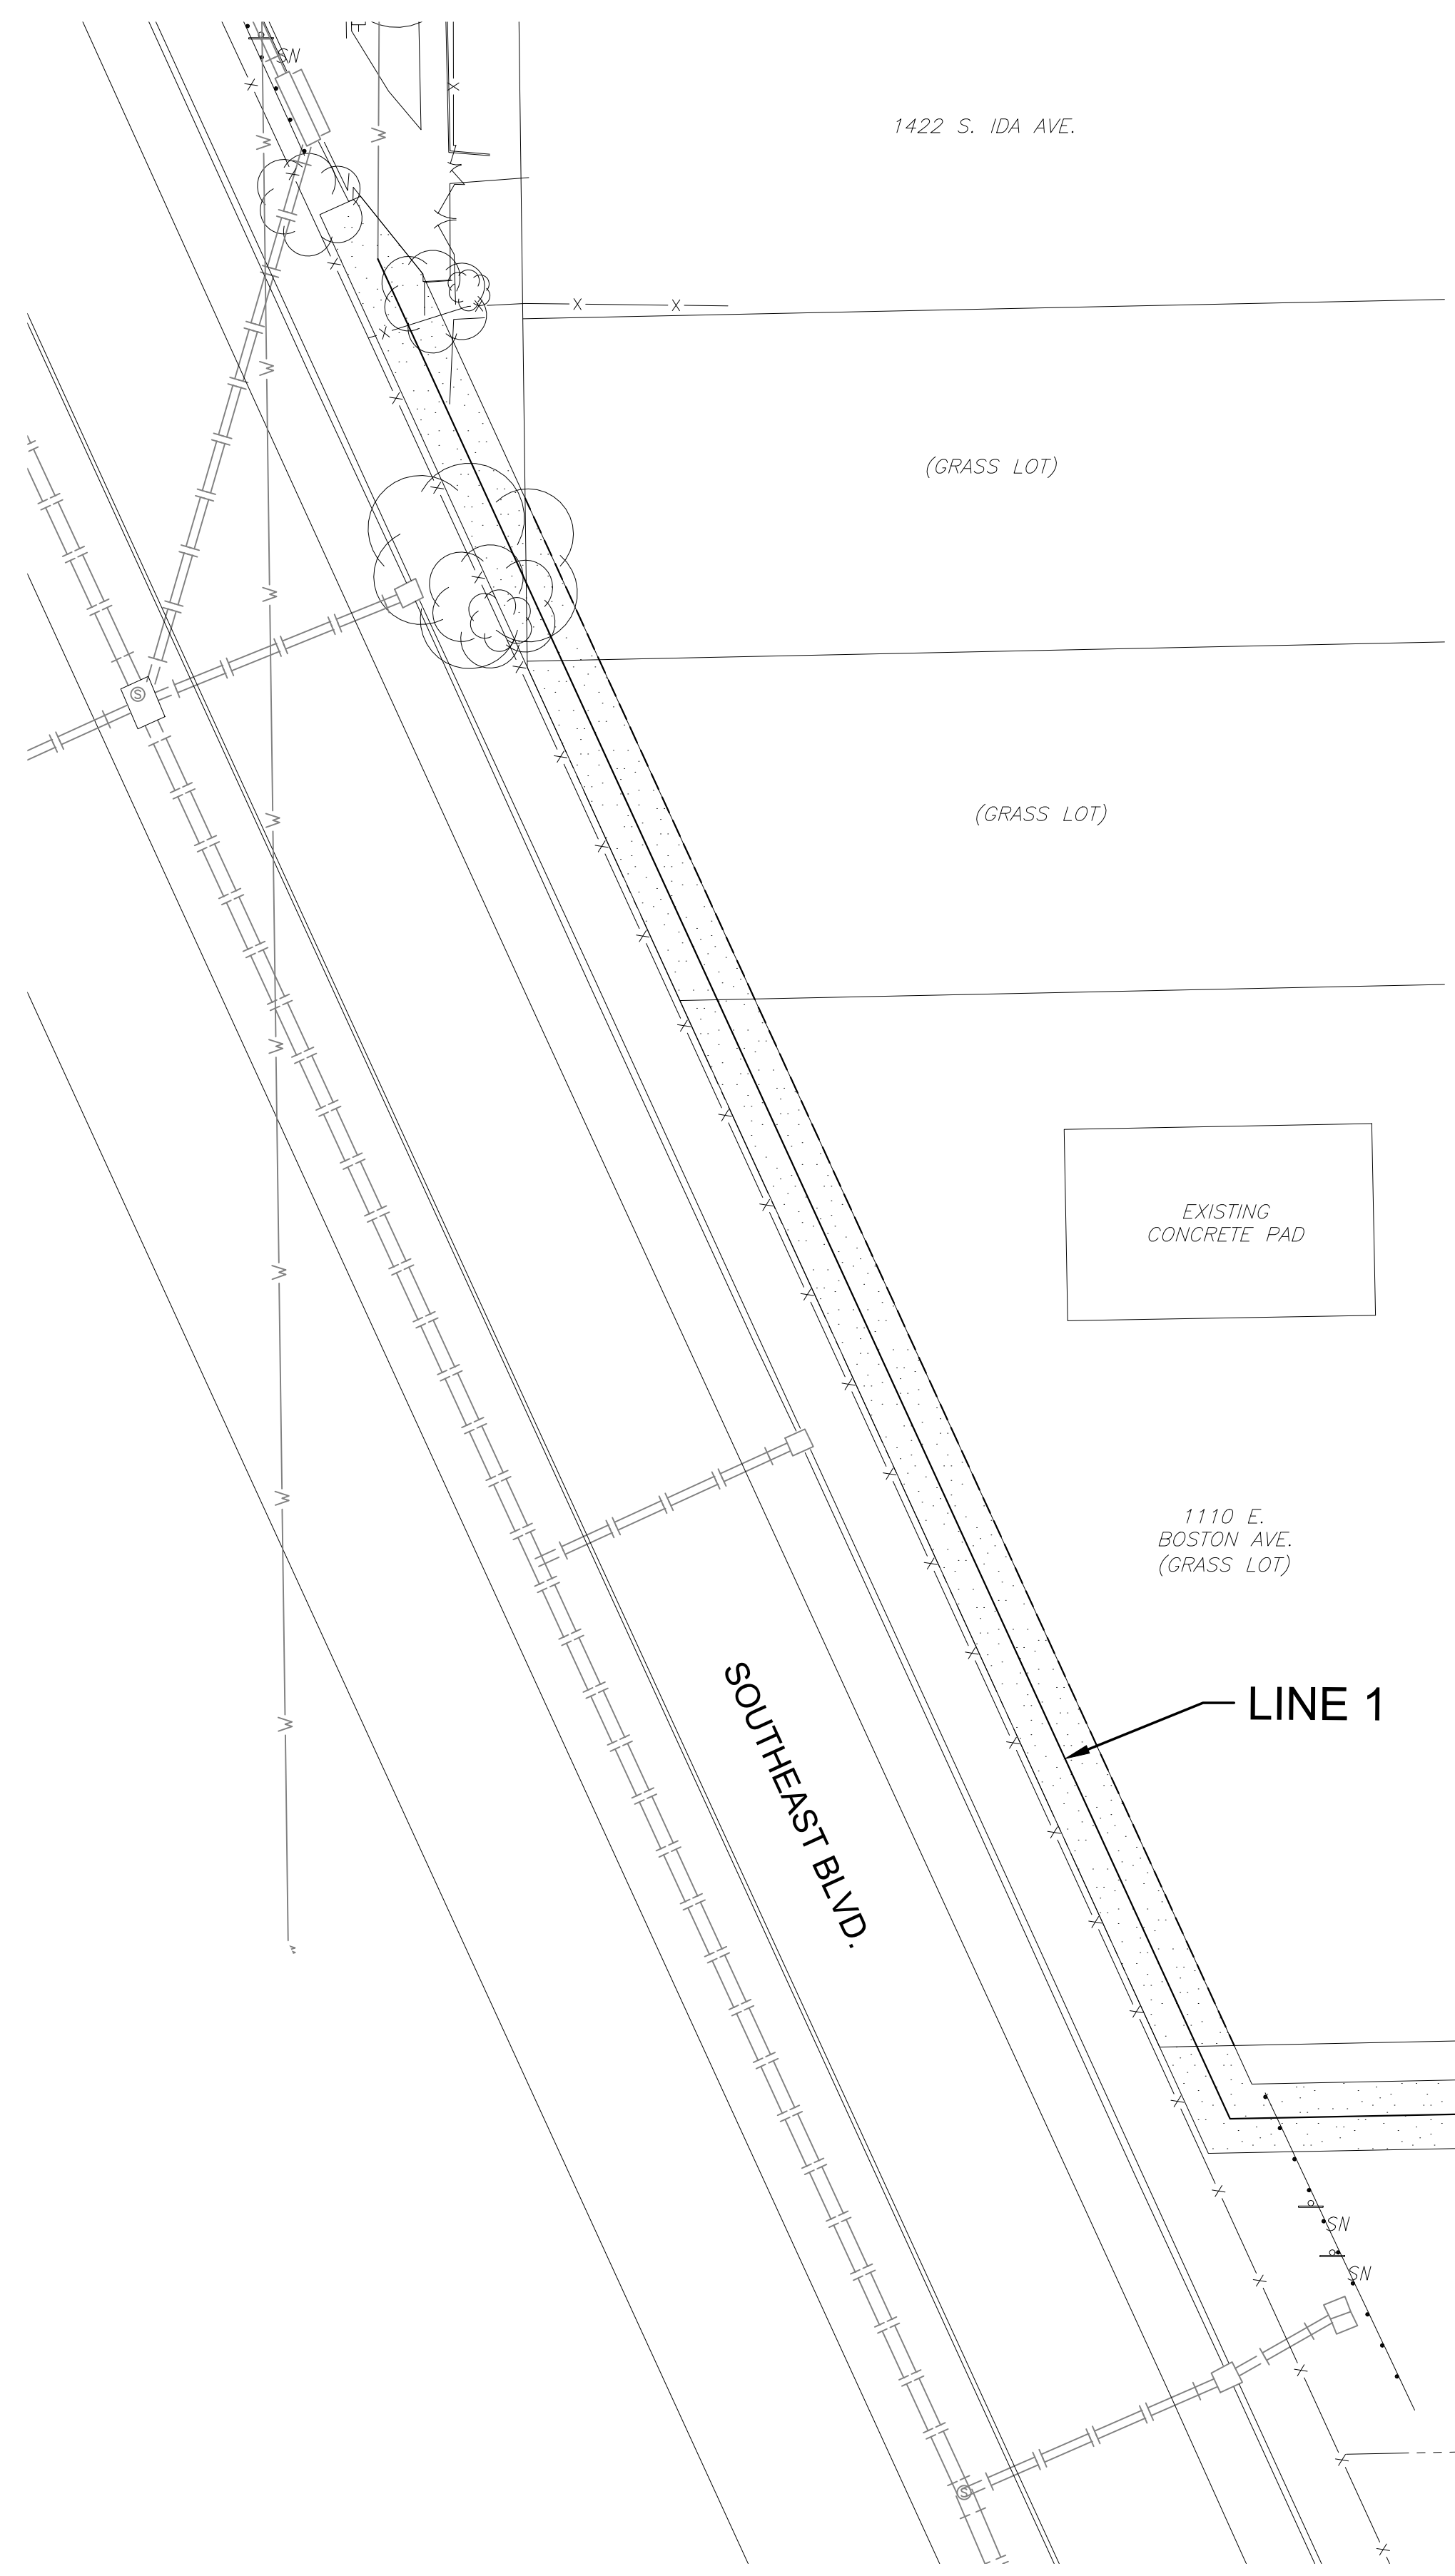 SN
1422 S. IDA AVE.
(GRASS LOT)
(GRASS LOT)
EXISTING
CONCRETE PAD
1110 E.
BOSTON AVE.
(GRASS LOT)
LINE 1
SOUTHEAST BLVD.
SN
SN
S
S
W
W
W
W
W
W
W
W
W
X
X
X
X